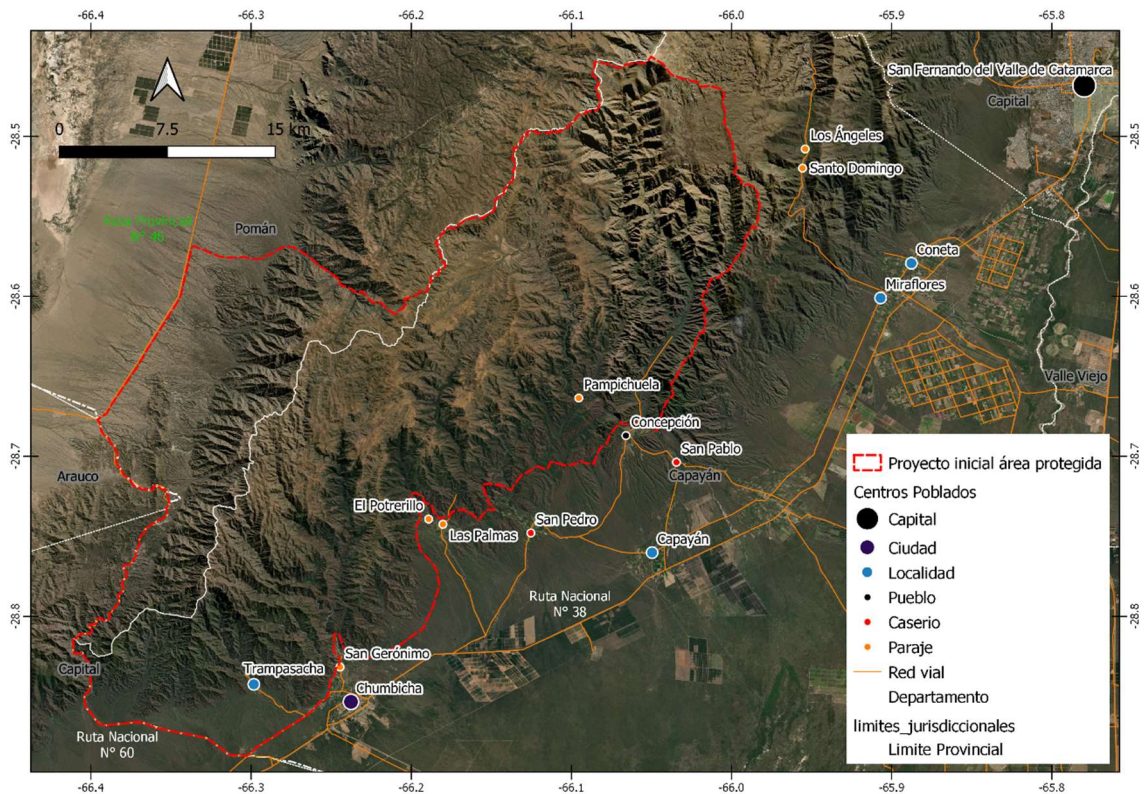 -66.4
-66.3
-66.2
-66.1
-66.0
-65.9
-65.8
San Fernando del Valle de Catamarca
Capital
0
7.5
15 km
-28.5
-28.5
Los Ángeles
Santo Domingo
Ruta Provincial
N° 46
Pomán
Coneta
Miraflores
-28.6
-28.6
Valle Viejo
Pampichuela
Concepción
San Pablo
Capayán
-28.7
-28.7
Arauco
El Potrerillo
Las Palmas
San Pedro
Capayán
Ruta Nacional
N° 38
-28.8
-28.8
Capital
Trampasacha
San Gerónimo
Chumbicha
Ruta Nacional
N° 60
Proyecto inicial área protegida
Centros Poblados
Capital
Ciudad
Localidad
Pueblo
Caserio
Paraje
Red vial
Departamento
limites_jurisdiccionales
Limite Provincial
-66.4
-66.3
-66.2
-66.1
-66.0
-65.9
-65.8